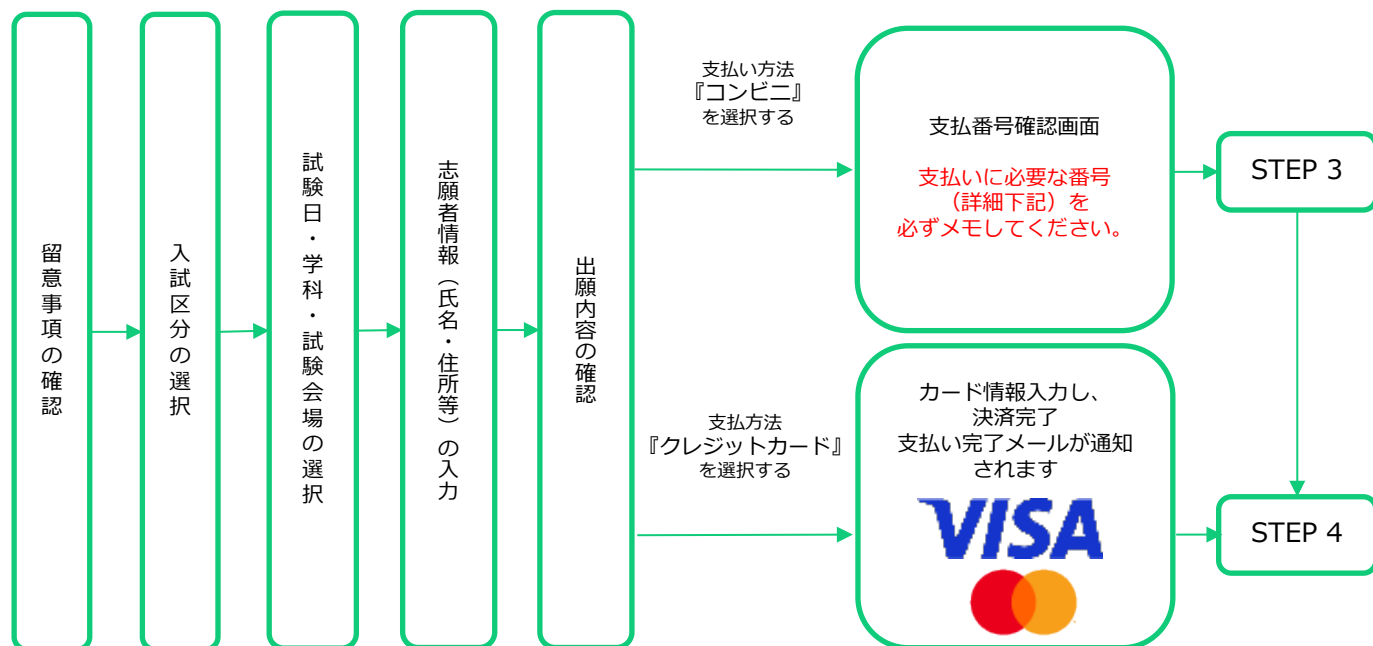 留意事項の確認
入試区分の選択
試験日・学科・試験会場の選択
志願者情報（氏名・住所等）の入力
出願内容の確認
支払い方法
『コンビニ』
を選択する
支払番号確認画面
支払いに必要な番号
（詳細下記）を
必ずメモしてください。
STEP 3
支払方法
『クレジットカード』
を選択する
カード情報入力し、
決済完了
支払い完了メールが通知
されます
VISA
STEP 4